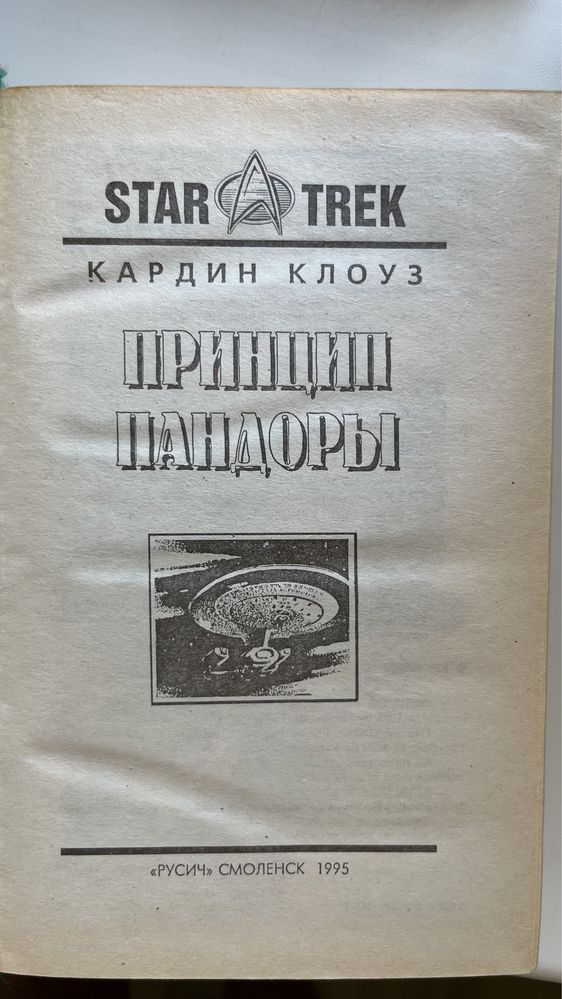 STAR TREK
КАРДИН КЛОУЗ
ПРИНЦИП
ПАНДОРЫ
«РУСИЧ» СМОЛЕНСК 1995